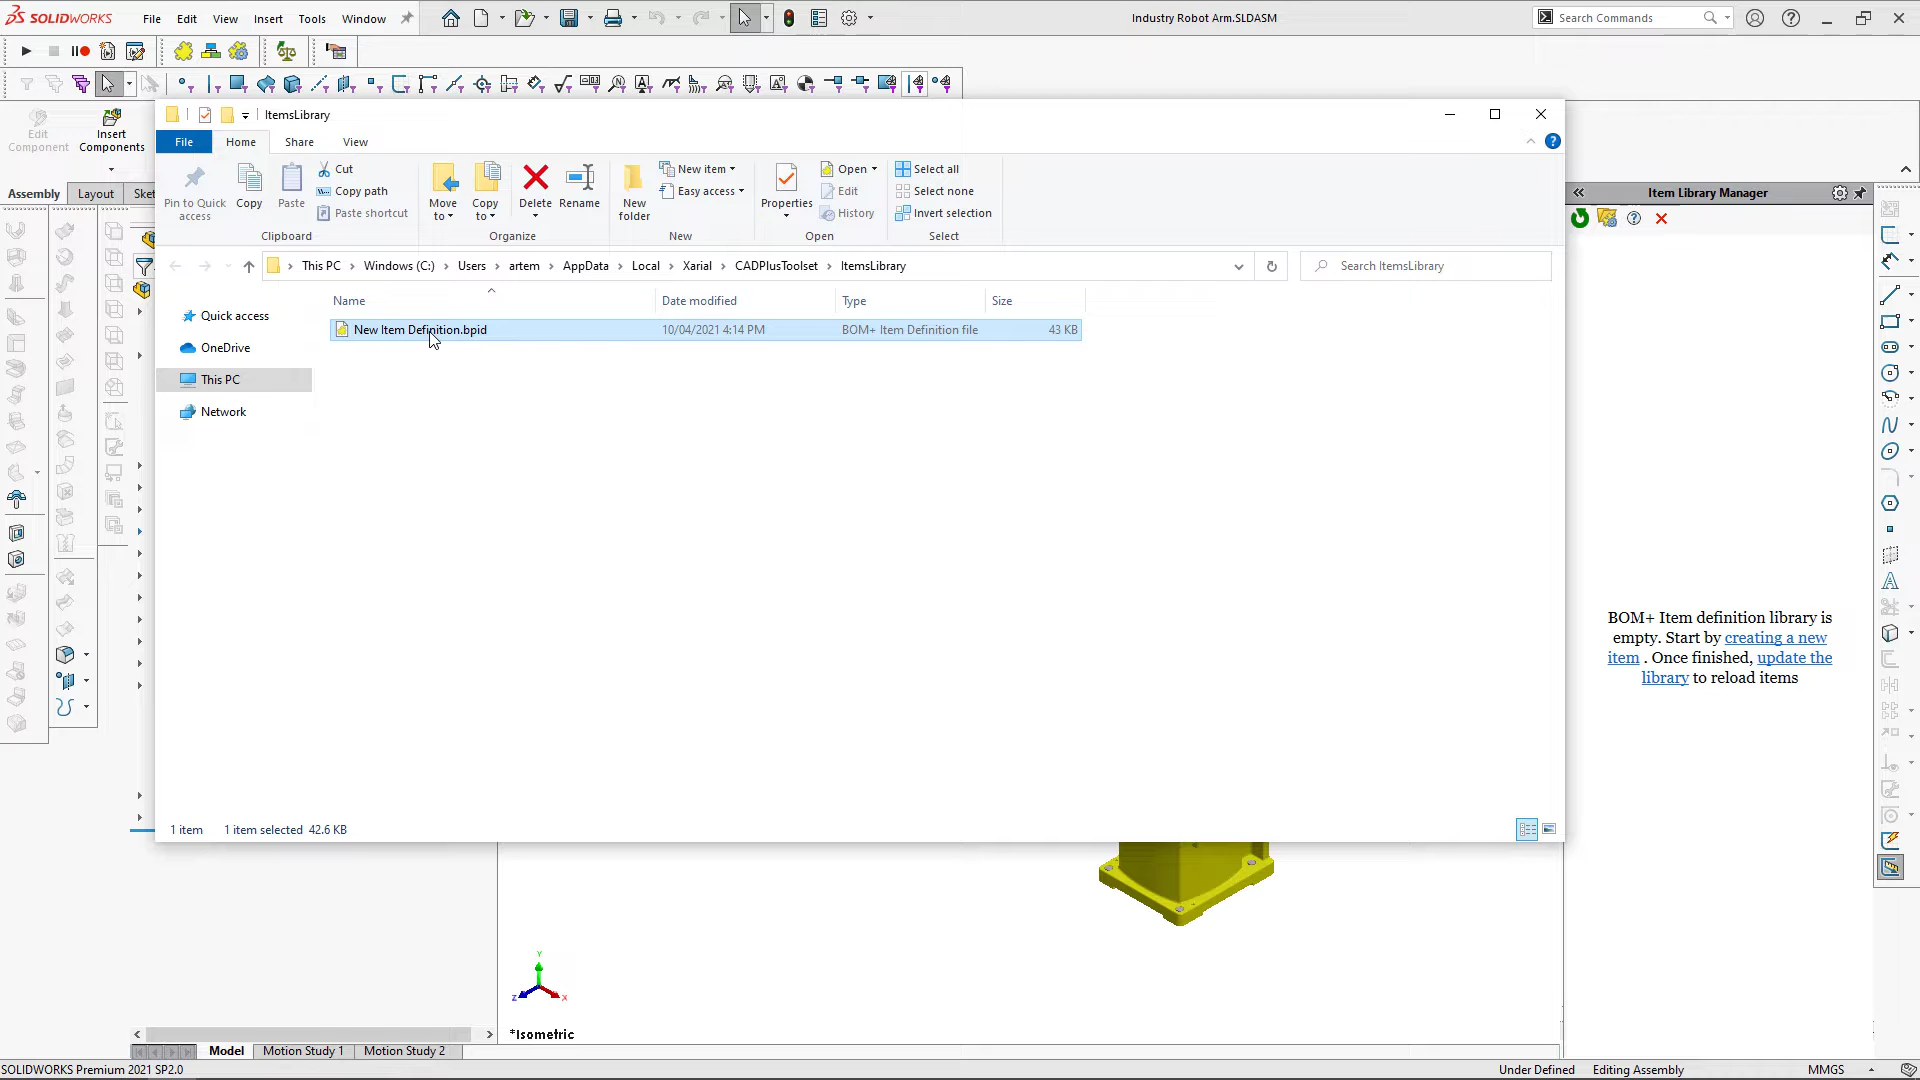 SOLIDWORKS File Edit View Insert Tools Window
Industry Robot Arm.SLDASM
Search Commands
Edit Component
Insert Components
Assembly Layout Sket
ItemsLibrary
File Home Share View
Pin to Quick access
Copy
Paste
Cut
Copy path
Paste shortcut
Clipboard
Move to
Copy to
Delete
Rename
Organize
New folder
New item
Easy access
New
Properties
Open
Edit
History
Open
Select all
Select none
Invert selection
Select
This PC > Windows (C:) > Users > artem > AppData > Local > Xarial > CADPlusToolset > ItemsLibrary
Search ItemsLibrary
Name Date modified Type Size
New Item Definition.bpid 10/04/2021 4:14 PM BOM+ Item Definition file 43 KB
Quick access
OneDrive
This PC
Network
1 item 1 item selected 42.6 KB
Item Library Manager
BOM+ Item definition library is
empty. Start by creating a new
item . Once finished, update the
library to reload items
Y
Z X
*Isometric
Model Motion Study 1 Motion Study 2
SOLIDWORKS Premium 2021 SP2.0
Under Defined Editing Assembly MMGS